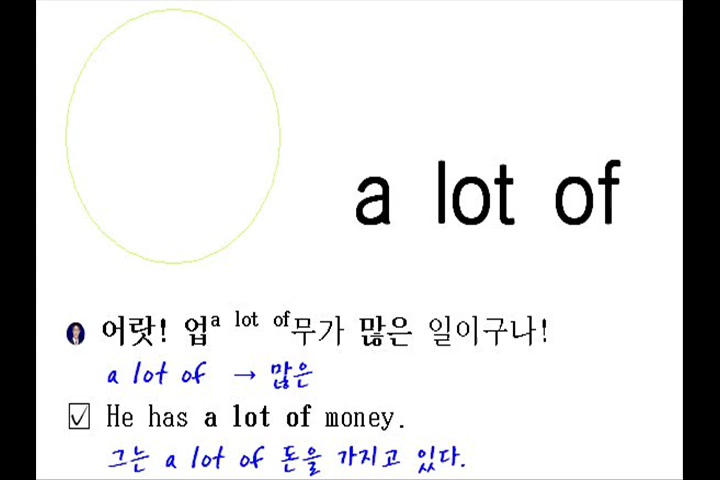 a lot of
어랏! 업a lot of무가 많은 일이구나!
a lot of → 많은
☑ He has a lot of money.
그는 a lot of 돈을 가지고 있다.